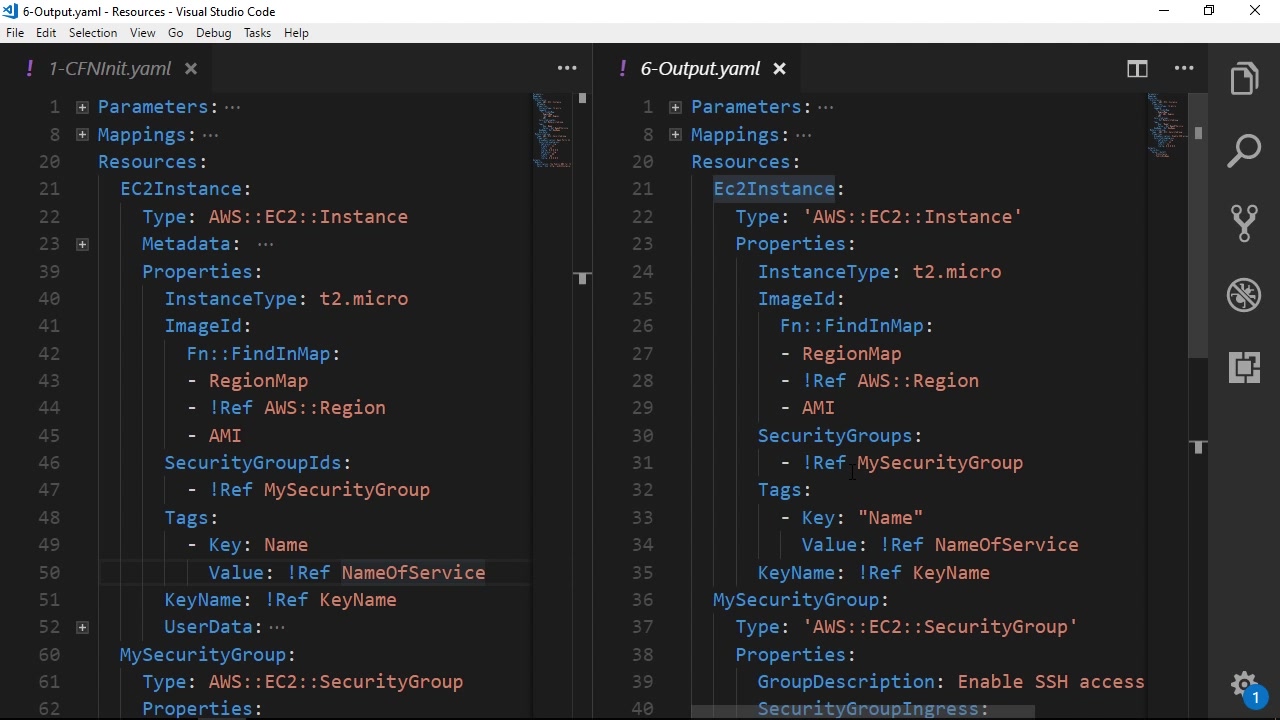 6-Output.yaml - Resources - Visual Studio Code
File Edit Selection View Go Debug Tasks Help
! 1-CFNInit.yaml × ···
1 Parameters: ···
8 Mappings: ···
20 Resources:
21 EC2Instance:
22 Type: AWS::EC2::Instance
23 Metadata: ···
39 Properties:
40 InstanceType: t2.micro
41 ImageId:
42 Fn::FindInMap:
43 - RegionMap
44 - !Ref AWS::Region
45 - AMI
46 SecurityGroupIds:
47 - !Ref MySecurityGroup
48 Tags:
49 - Key: Name
50 Value: !Ref NameOfService
51 KeyName: !Ref KeyName
52 UserData: ···
60 MySecurityGroup:
61 Type: AWS::EC2::SecurityGroup
62 Properties:
! 6-Output.yaml × ···
1 Parameters: ···
8 Mappings: ···
20 Resources:
21 Ec2Instance:
22 Type: 'AWS::EC2::Instance'
23 Properties:
24 InstanceType: t2.micro
25 ImageId:
26 Fn::FindInMap:
27 - RegionMap
28 - !Ref AWS::Region
29 - AMI
30 SecurityGroups:
31 - !Ref MySecurityGroup
32 Tags:
33 - Key: "Name"
34 Value: !Ref NameOfService
35 KeyName: !Ref KeyName
36 MySecurityGroup:
37 Type: 'AWS::EC2::SecurityGroup'
38 Properties:
39 GroupDescription: Enable SSH access
40 SecurityGroupIngress:
1